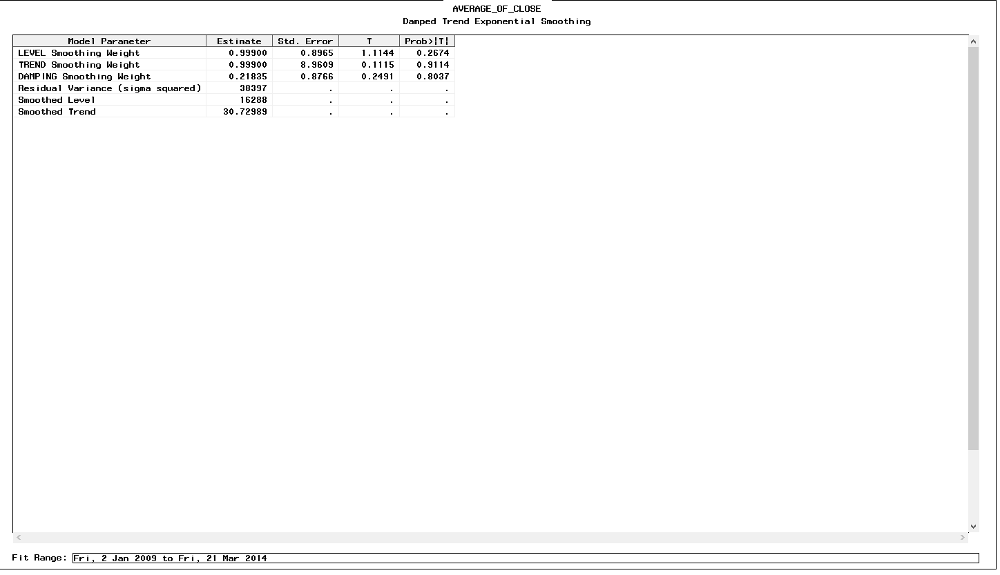 AVERAGE_OF_CLOSE
Damped Trend Exponential Smoothing
Model Parameter Estimate Std. Error T Prob>|T|
LEVEL Smoothing Weight 0.99900 0.8965 1.1144 0.2674
TREND Smoothing Weight 0.99900 8.9609 0.1115 0.9114
DAMPING Smoothing Weight 0.21835 0.8766 0.2491 0.8037
Residual Variance (sigma squared) 38397 . . .
Smoothed Level 16288 . . .
Smoothed Trend 30.72989 . . .
Fit Range: Fri, 2 Jan 2009 to Fri, 21 Mar 2014